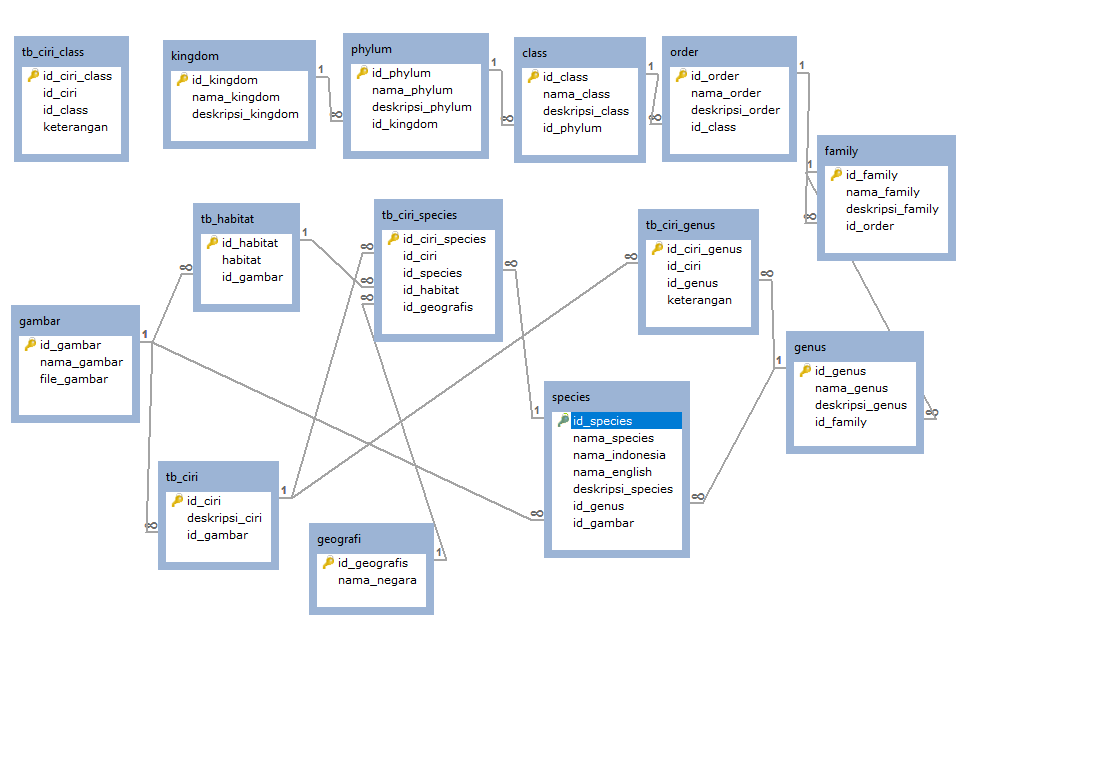 tb_ciri_class
id_ciri_class
id_ciri
id_class
keterangan
kingdom
id_kingdom
nama_kingdom
deskripsi_kingdom
1
∞
phylum
id_phylum
nama_phylum
deskripsi_phylum
id_kingdom
1
∞
class
id_class
nama_class
deskripsi_class
id_phylum
1
∞
order
id_order
nama_order
deskripsi_order
id_class
1
∞
family
id_family
nama_family
deskripsi_family
id_order
1
∞
tb_habitat
id_habitat
habitat
id_gambar
1
∞
tb_ciri_species
id_ciri_species
id_ciri
id_species
id_habitat
id_geografis
∞
∞
∞
∞
tb_ciri_genus
id_ciri_genus
id_ciri
id_genus
keterangan
∞
∞
gambar
id_gambar
nama_gambar
file_gambar
1
genus
id_genus
nama_genus
deskripsi_genus
id_family
1
∞
species
id_species
nama_species
nama_indonesia
nama_english
deskripsi_species
id_genus
id_gambar
1
∞
∞
tb_ciri
id_ciri
deskripsi_ciri
id_gambar
1
∞
geografi
id_geografis
nama_negara
1